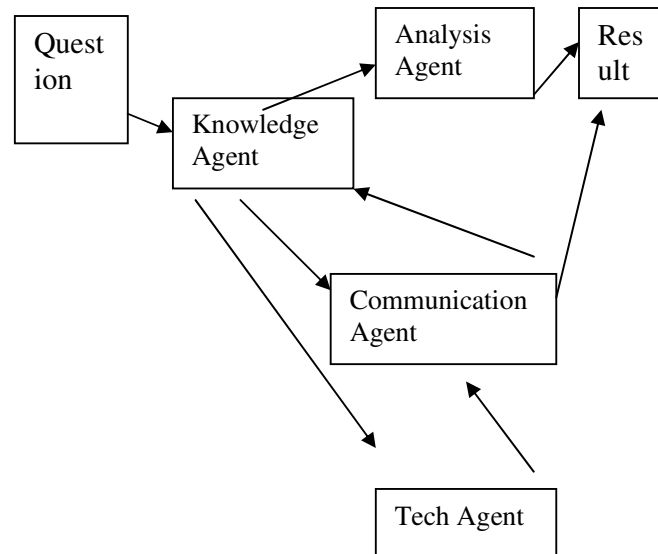 Quest
ion
Knowledge
Agent
Analysis
Agent
Res
ult
Communication
Agent
Tech Agent